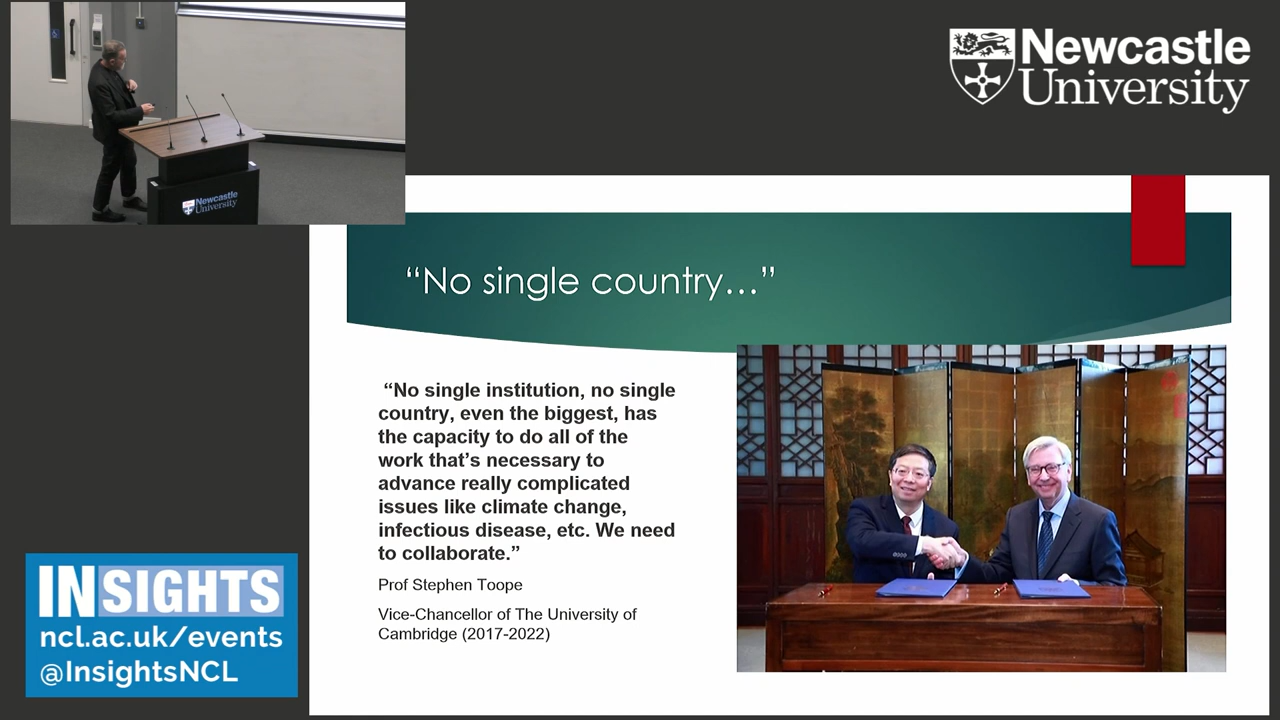 Newcastle
University
Newcastle
University
“No single country…”
“No single institution, no single
country, even the biggest, has
the capacity to do all of the
work that’s necessary to
advance really complicated
issues like climate change,
infectious disease, etc. We need
to collaborate.”
Prof Stephen Toope
Vice-Chancellor of The University of
Cambridge (2017-2022)
INSIGHTS
ncl.ac.uk/events
@InsightsNCL